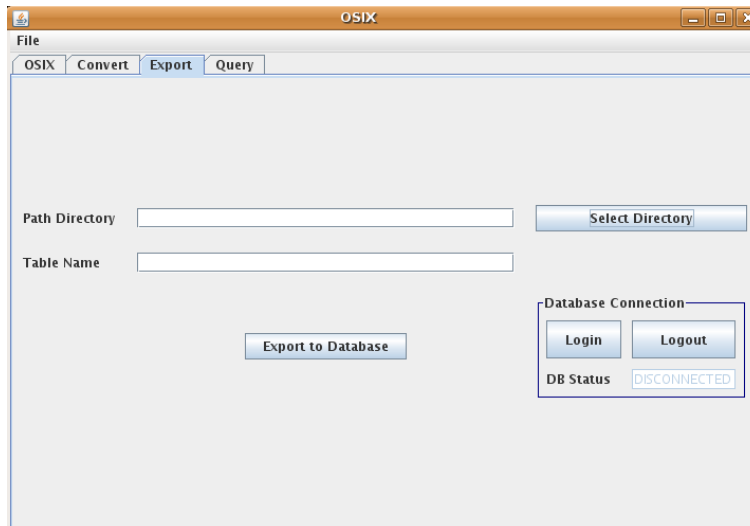 OSIX
File
OSIX Convert Export Query
Path Directory Select Directory
Table Name
Database Connection
Export to Database Login Logout
DB Status DISCONNECTED